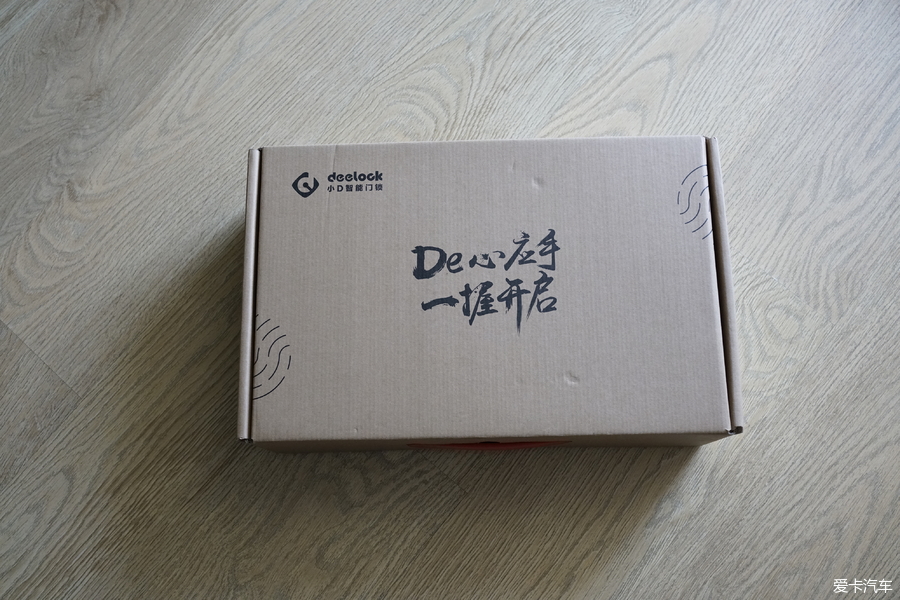 deelock
小D智能门锁
De心应手
一握开启
爱卡汽车